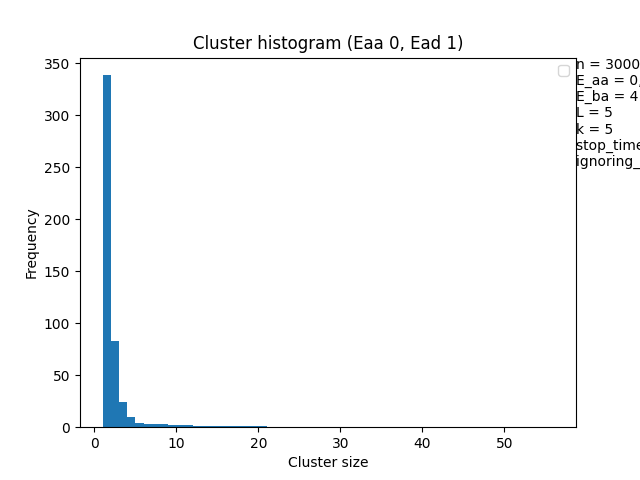 Cluster histogram (Eaa 0, Ead 1)
n = 3000
E_aa = 0,
E_ba = 4
L = 5
k = 5
stop_time
ignoring_
350
300
250
200
150
100
50
0
Frequency
0 10 20 30 40 50
Cluster size